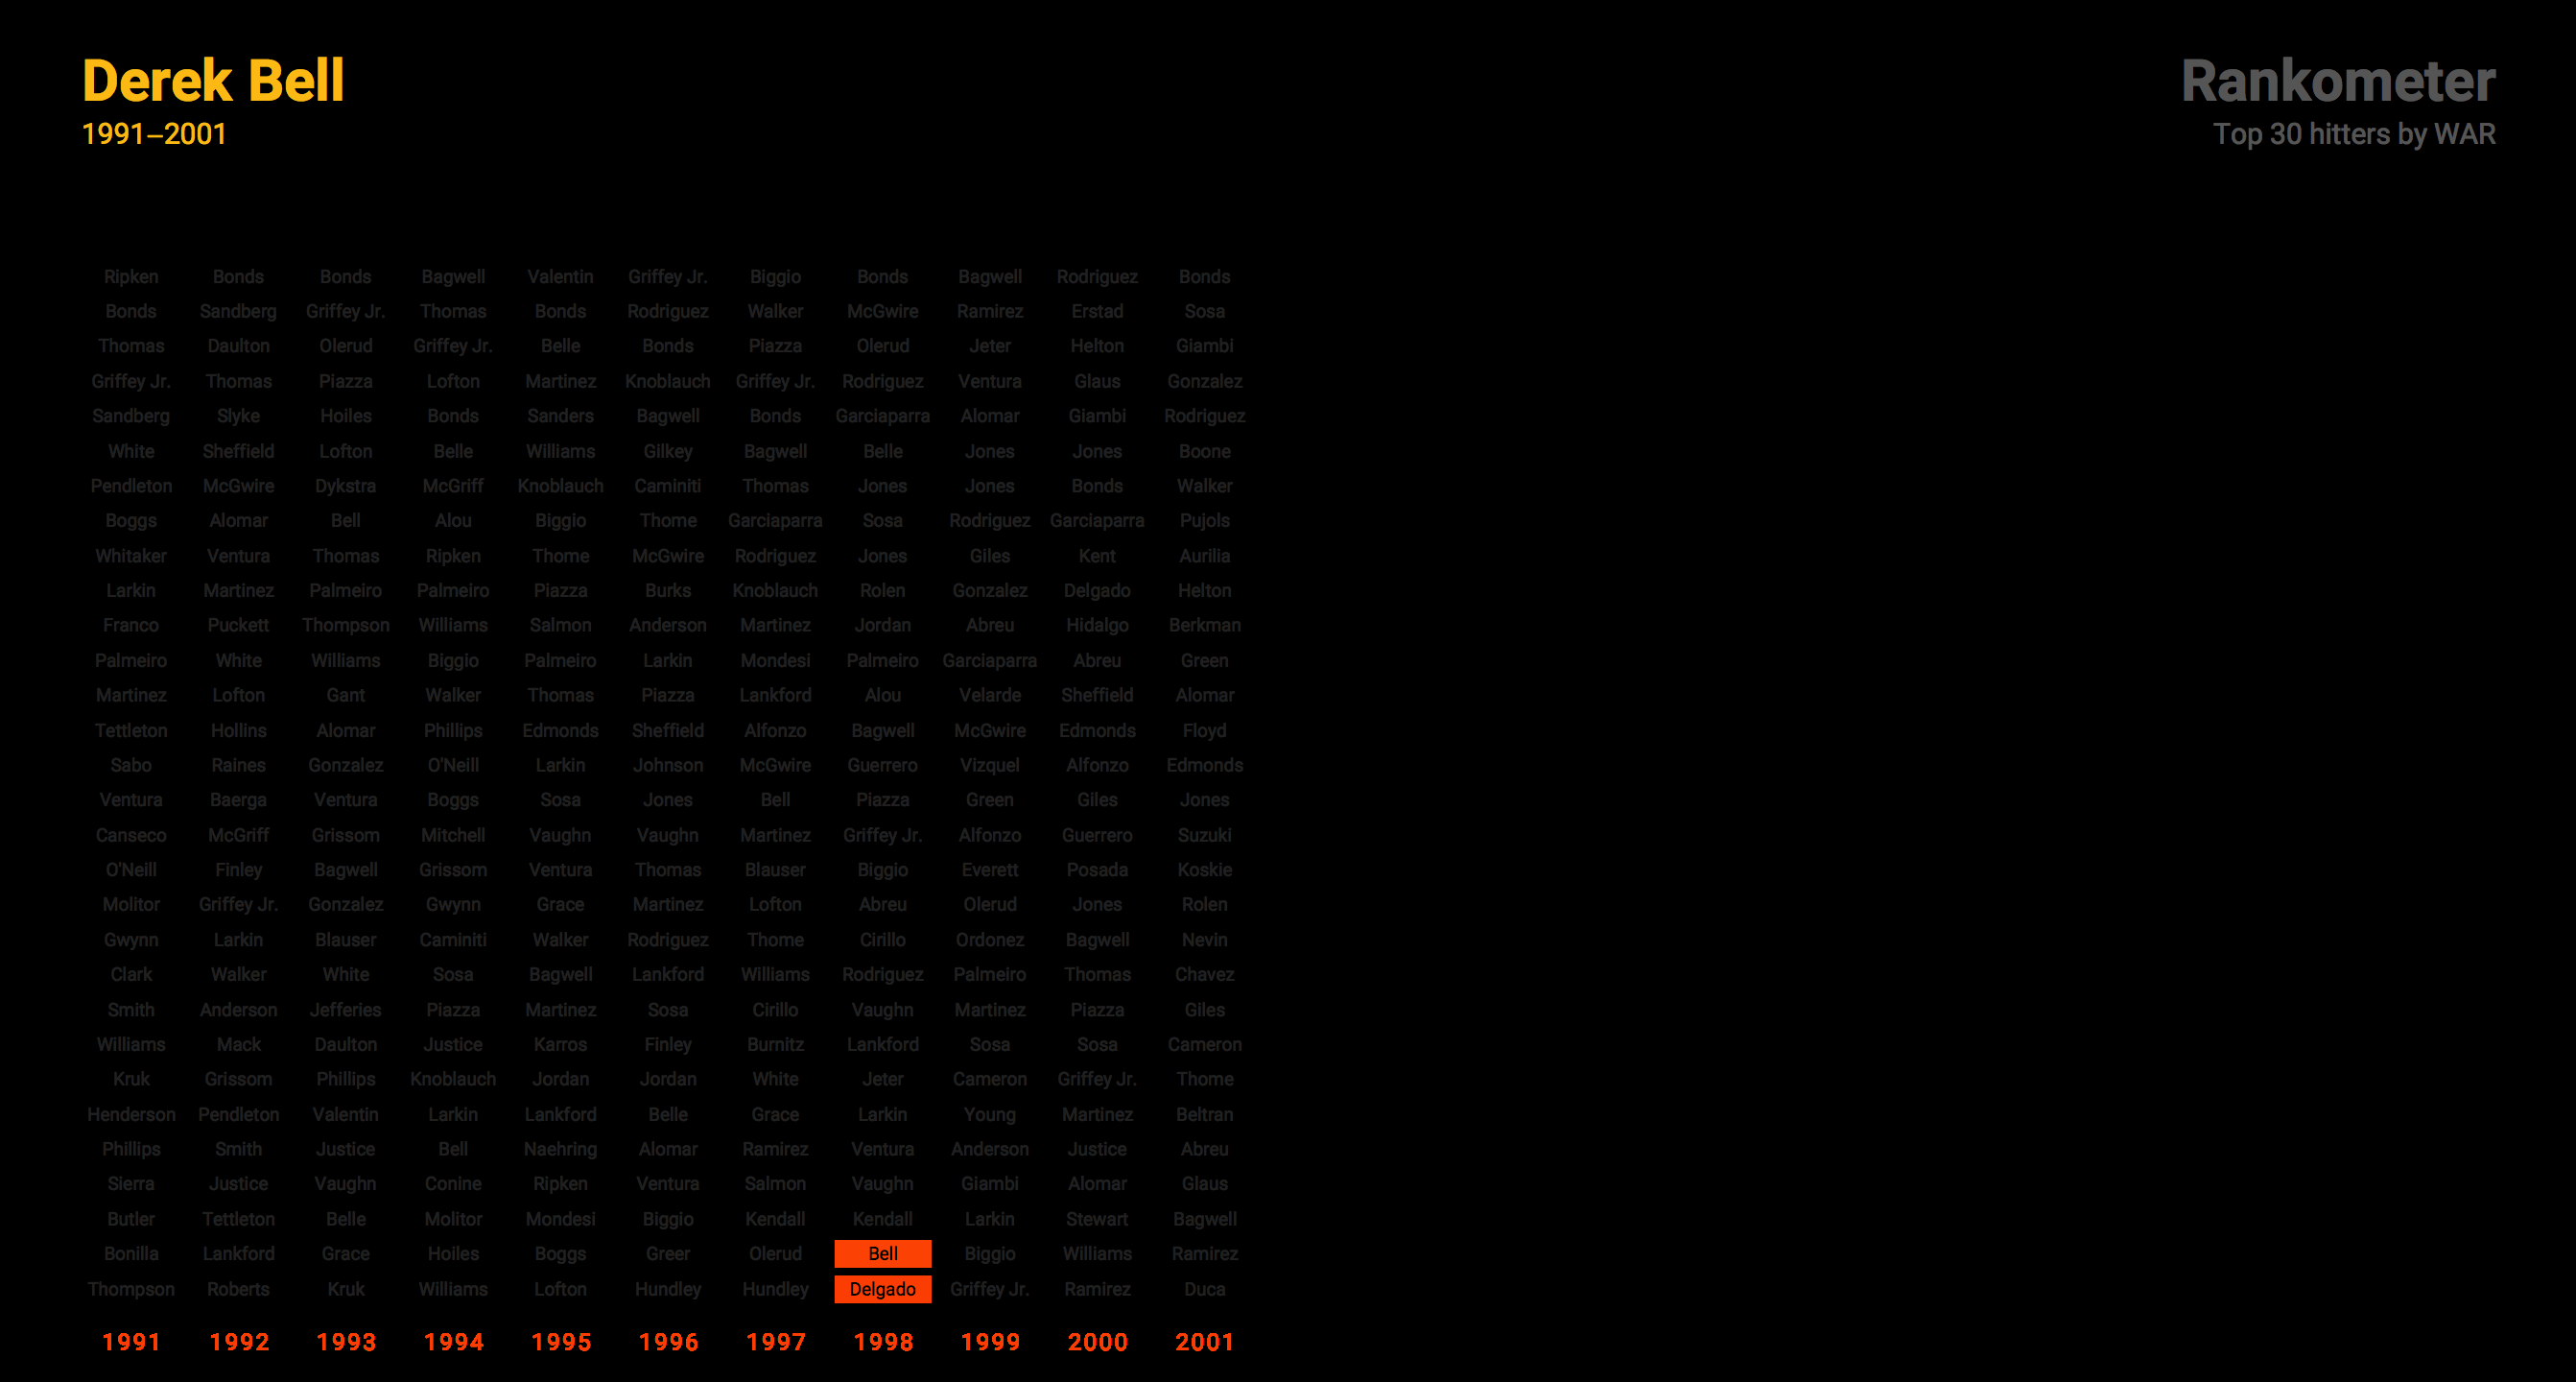 Derek Bell
1991–2001
Rankometer
Top 30 hitters by WAR
Ripken Bonds Bonds Bagwell Valentin Griffey Jr. Biggio Bonds Bagwell Rodriguez Bonds
Bonds Sandberg Griffey Jr. Thomas Bonds Rodriguez Walker McGwire Ramirez Erstad Sosa
Thomas Daulton Olerud Griffey Jr. Belle Bonds Piazza Olerud Jeter Helton Giambi
Griffey Jr. Thomas Piazza Lofton Martinez Knoblauch Griffey Jr. Rodriguez Ventura Glaus Gonzalez
Sandberg Slyke Hoiles Bonds Sanders Bagwell Bonds Garciaparra Alomar Giambi Rodriguez
White Sheffield Lofton Belle Williams Gilkey Bagwell Belle Jones Jones Boone
Pendleton McGwire Dykstra McGriff Knoblauch Caminiti Thomas Jones Jones Bonds Walker
Boggs Alomar Bell Alou Biggio Thome Garciaparra Sosa Rodriguez Garciaparra Pujols
Whitaker Ventura Thomas Ripken Thome McGwire Rodriguez Jones Giles Kent Aurilia
Larkin Martinez Palmeiro Palmeiro Piazza Burks Knoblauch Rolen Gonzalez Delgado Helton
Franco Puckett Thompson Williams Salmon Anderson Martinez Jordan Abreu Hidalgo Berkman
Palmeiro White Williams Biggio Palmeiro Larkin Mondesi Palmeiro Garciaparra Abreu Green
Martinez Lofton Gant Walker Thomas Piazza Lankford Alou Velarde Sheffield Alomar
Tettleton Hollins Alomar Phillips Edmonds Sheffield Alfonzo Bagwell McGwire Edmonds Floyd
Sabo Raines Gonzalez O'Neill Larkin Johnson McGwire Guerrero Vizquel Alfonzo Edmonds
Ventura Baerga Ventura Boggs Sosa Jones Bell Piazza Green Giles Jones
Canseco McGriff Grissom Mitchell Vaughn Vaughn Martinez Griffey Jr. Alfonzo Guerrero Suzuki
O'Neill Finley Bagwell Grissom Ventura Thomas Blauser Biggio Everett Posada Koskie
Molitor Griffey Jr. Gonzalez Gwynn Grace Martinez Lofton Abreu Olerud Jones Rolen
Gwynn Larkin Blauser Caminiti Walker Rodriguez Thome Cirillo Ordonez Bagwell Nevin
Clark Walker White Sosa Bagwell Lankford Williams Rodriguez Palmeiro Thomas Chavez
Smith Anderson Jefferies Piazza Martinez Sosa Cirillo Vaughn Martinez Piazza Giles
Williams Mack Daulton Justice Karros Finley Burnitz Lankford Sosa Sosa Cameron
Kruk Grissom Phillips Knoblauch Jordan Jordan White Jeter Cameron Griffey Jr. Thome
Henderson Pendleton Valentin Larkin Lankford Belle Grace Larkin Young Martinez Beltran
Phillips Smith Justice Bell Naehring Alomar Ramirez Ventura Anderson Justice Abreu
Sierra Justice Vaughn Conine Ripken Ventura Salmon Vaughn Giambi Alomar Glaus
Butler Tettleton Belle Molitor Mondesi Biggio Kendall Kendall Larkin Stewart Bagwell
Bonilla Lankford Grace Hoiles Boggs Greer Olerud Bell Biggio Williams Ramirez
Thompson Roberts Kruk Williams Lofton Hundley Hundley Delgado Griffey Jr. Ramirez Duca
1991 1992 1993 1994 1995 1996 1997 1998 1999 2000 2001